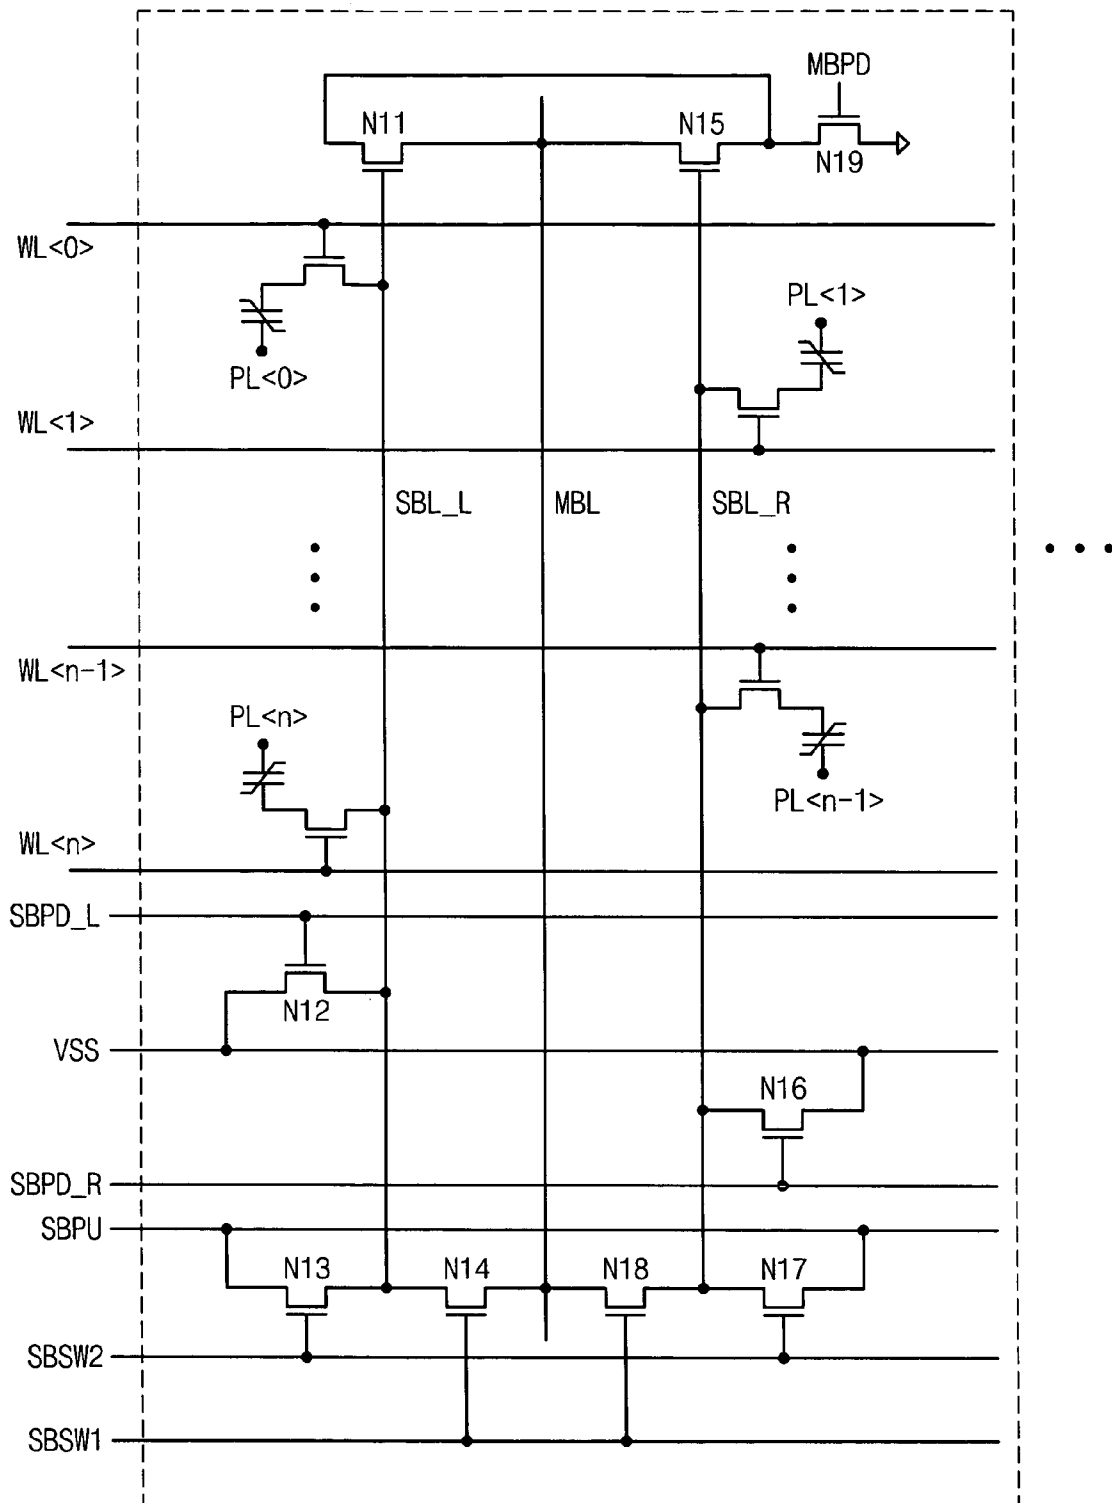 MBPD
N11
N15
N19
WL<0>
PL<1>
PL<0>
WL<1>
SBL_L
MBL
SBL_R
WL<n-1>
PL<n>
PL<n-1>
WL<n>
SBPD_L
N12
VSS
N16
SBPD_R
SBPU
N13
N14
N18
N17
SBSW2
SBSW1